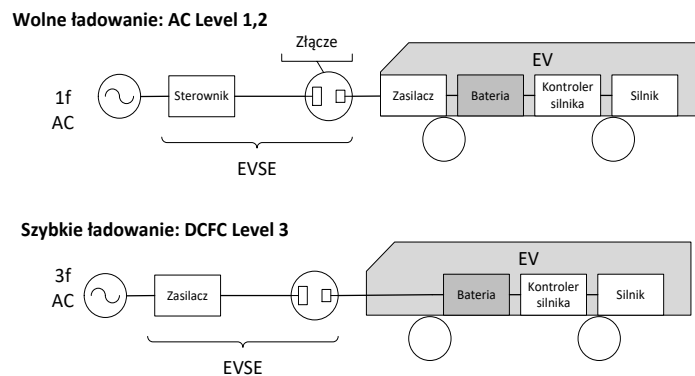 Wolne ładowanie: AC Level 1,2
Złącze
EV
1f
AC
Sterownik
Zasilacz
Bateria
Kontroler
silnika
Silnik
EVSE
Szybkie ładowanie: DCFC Level 3
EV
3f
AC
Zasilacz
Bateria
Kontroler
silnika
Silnik
EVSE